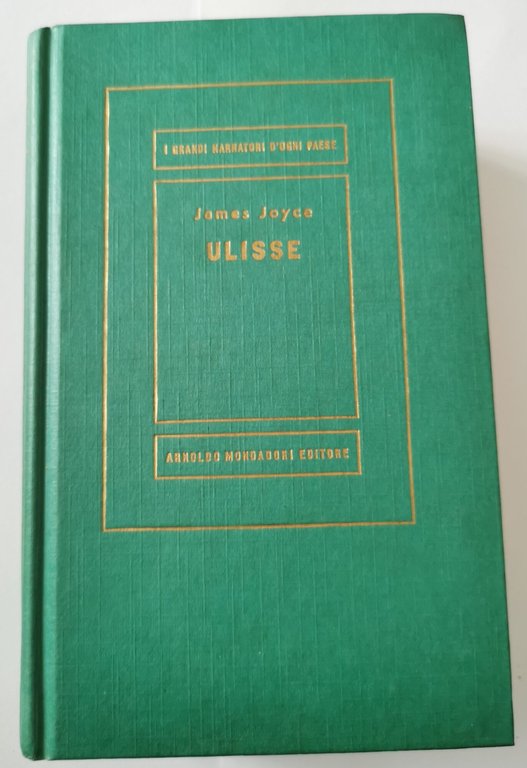 I GRANDI NARRATORI D'OGNI PAESE
James Joyce
ULISSE
ARNOLDO MONDADORI EDITORE